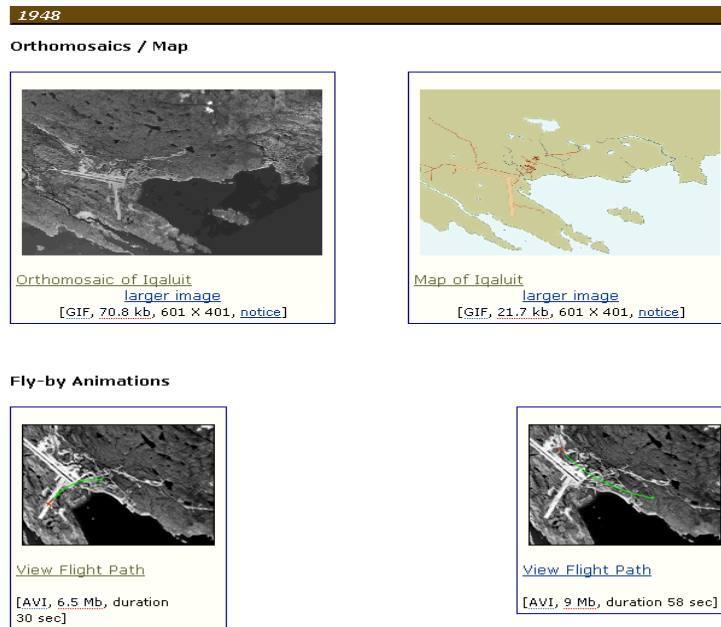 1948
Orthomosaics / Map
Orthomosaic of Iqaluit
larger image
[GIF, 70.8 kb, 601 X 401, notice]
Map of Iqaluit
larger image
[GIF, 21.7 kb, 601 X 401, notice]
Fly-by Animations
View Flight Path
[AVI, 6.5 Mb, duration
30 sec]
View Flight Path
[AVI, 9 Mb, duration 58 sec]